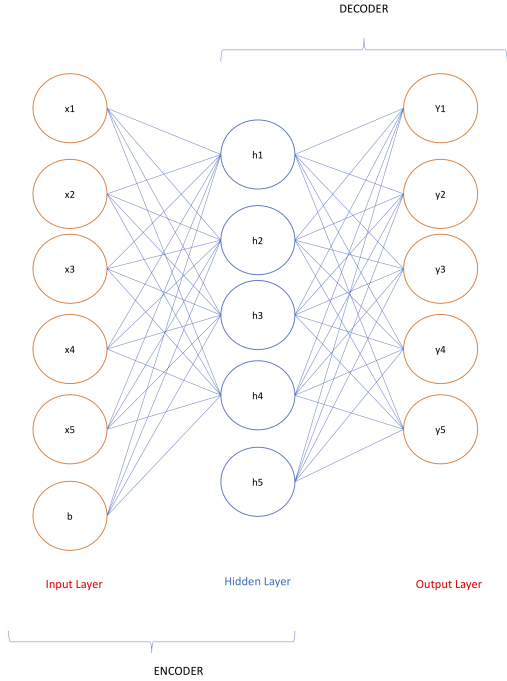 DECODER
x1
x2
x3
x4
x5
b
h1
h2
h3
h4
h5
Y1
y2
y3
y4
y5
Input Layer
Hidden Layer
Output Layer
ENCODER